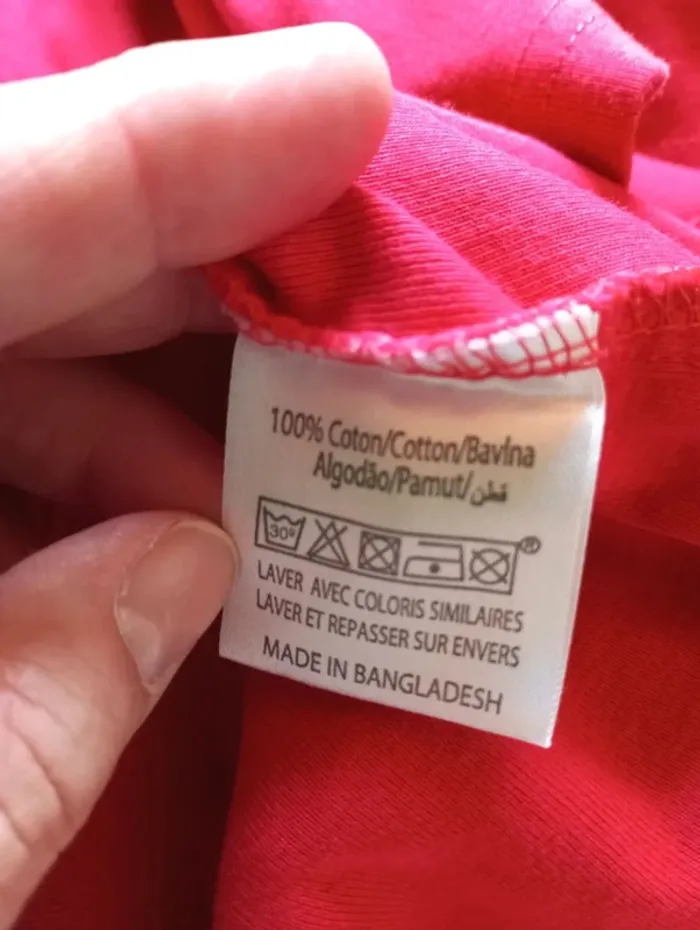 100% Coton/Cotton/Bavlna
Algodão/Pamut/قطن
30°
®
LAVER AVEC COLORIS SIMILAIRES
LAVER ET REPASSER SUR ENVERS
MADE IN BANGLADESH